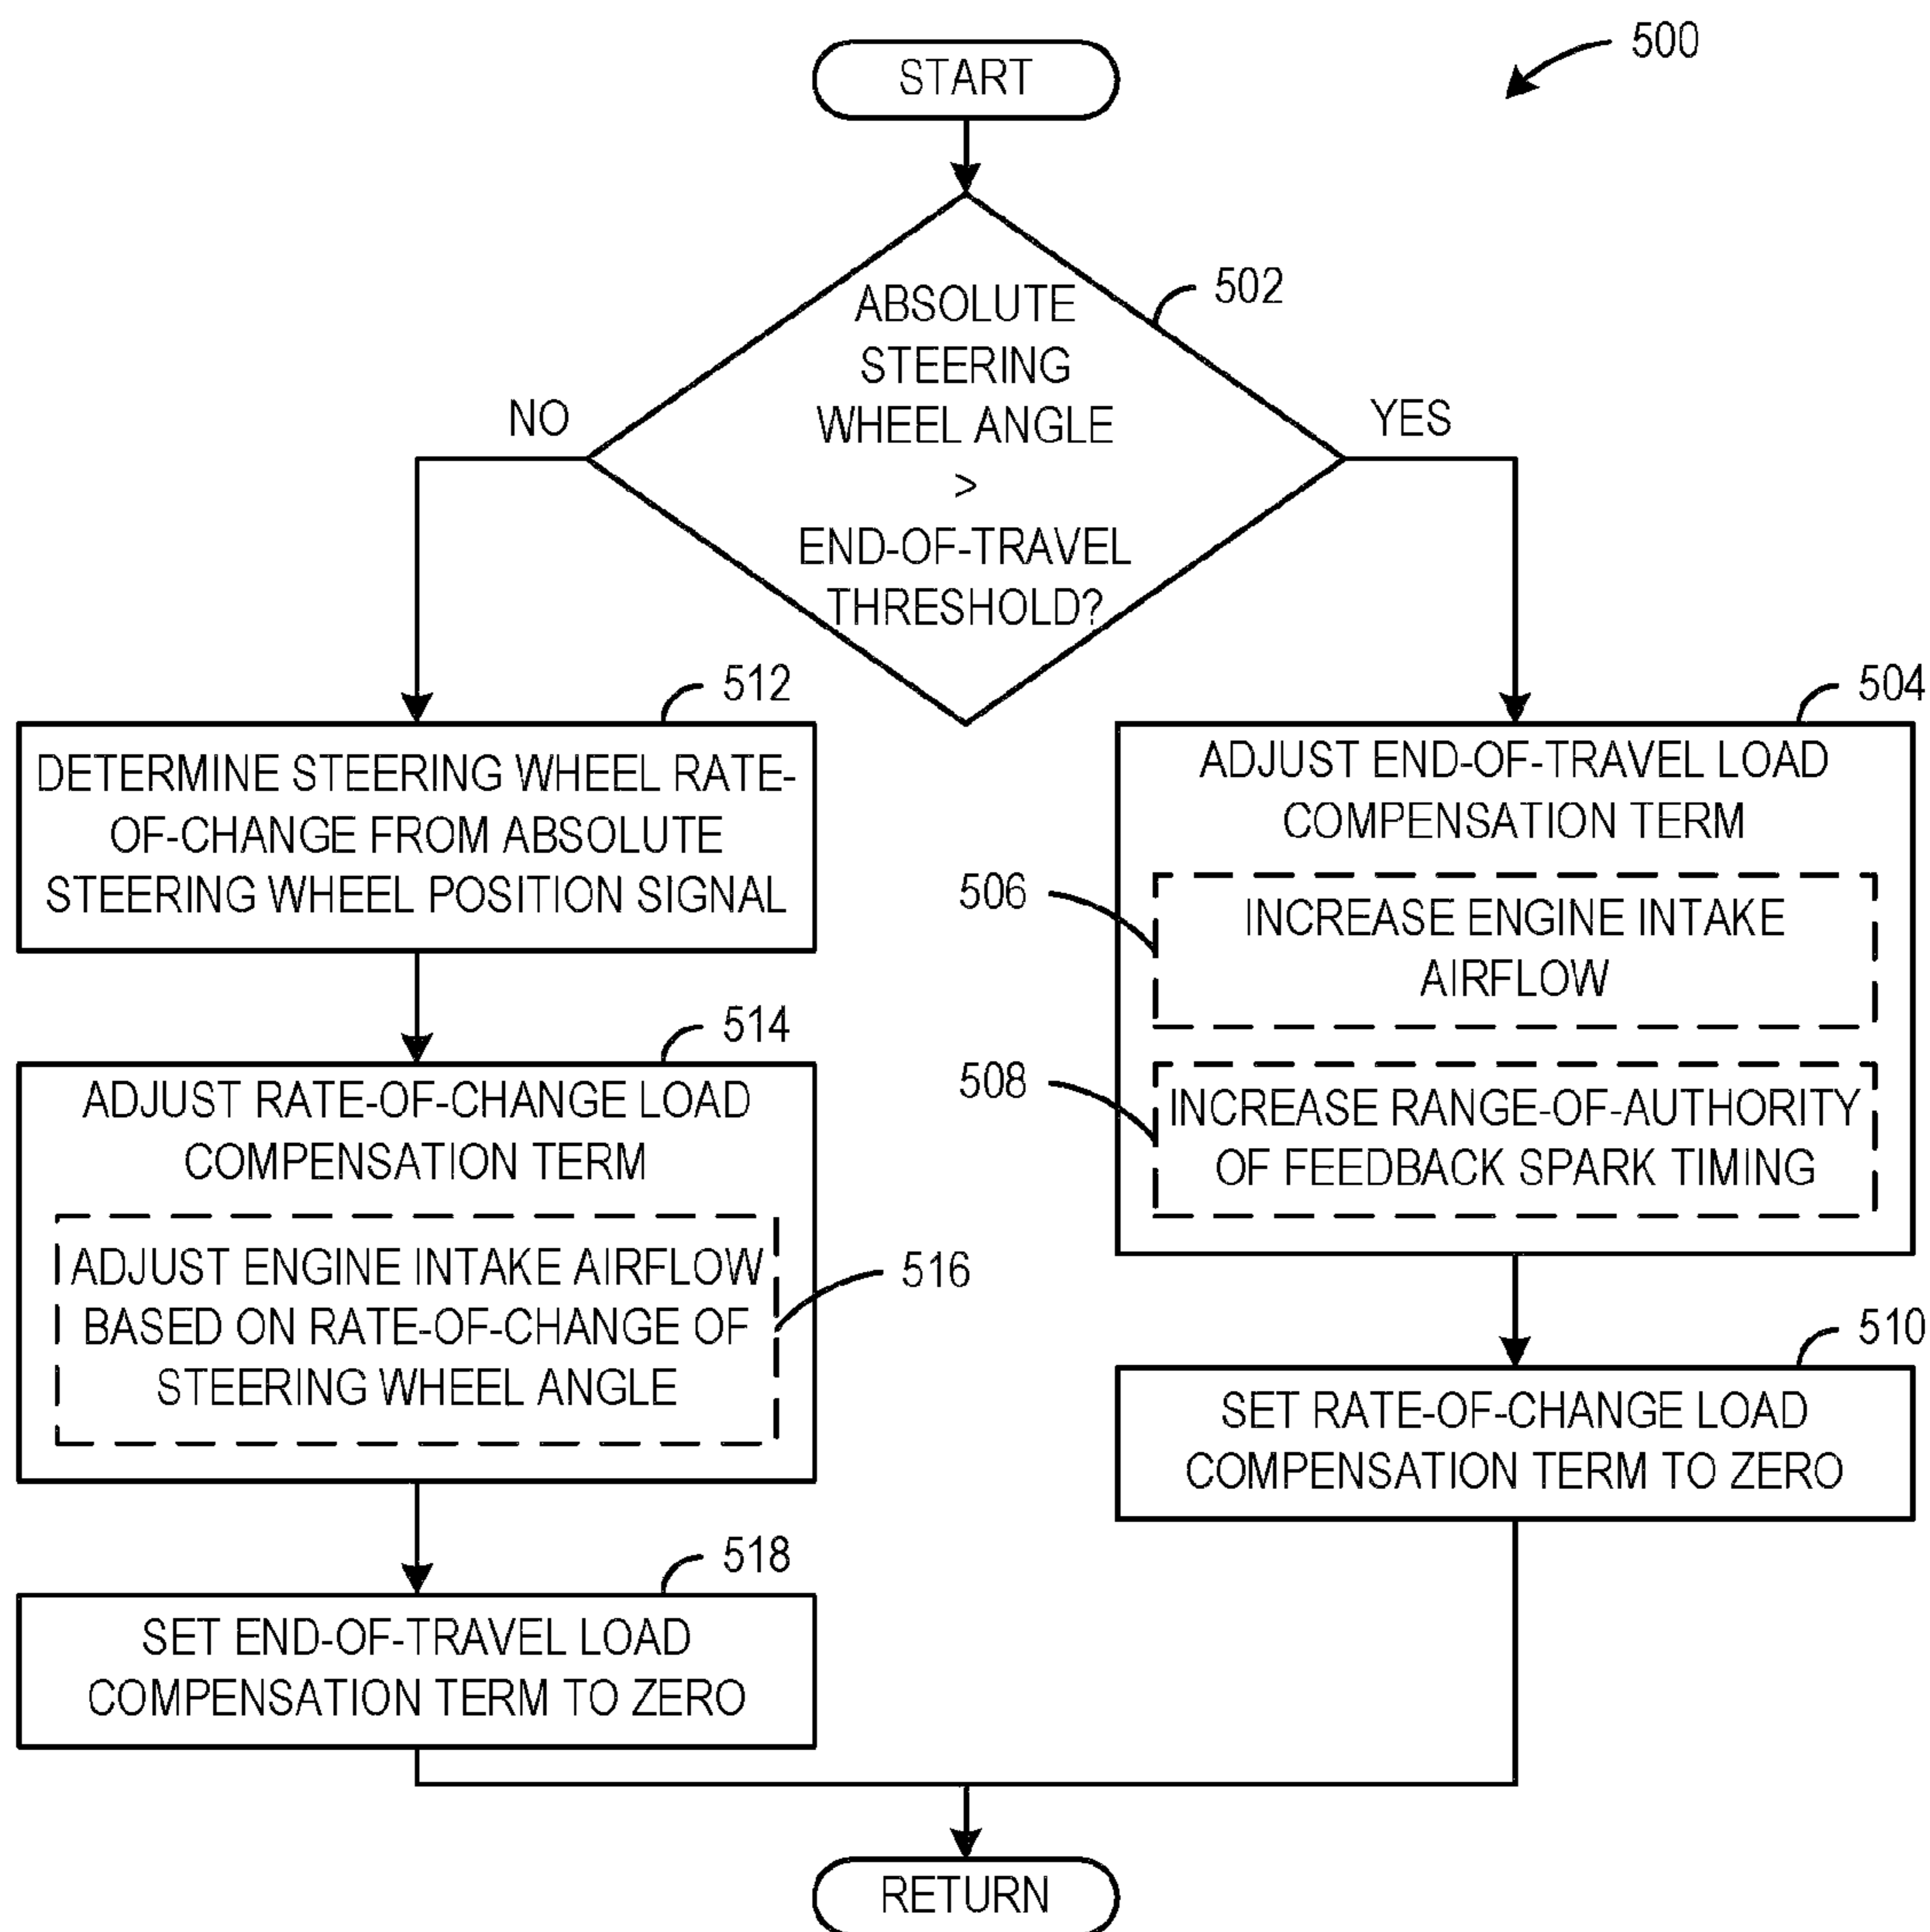 500
START
502
ABSOLUTE
STEERING
WHEEL ANGLE
>
END-OF-TRAVEL
THRESHOLD?
NO
YES
512
DETERMINE STEERING WHEEL RATE-
OF-CHANGE FROM ABSOLUTE
STEERING WHEEL POSITION SIGNAL
514
ADJUST RATE-OF-CHANGE LOAD
COMPENSATION TERM
ADJUST ENGINE INTAKE AIRFLOW
BASED ON RATE-OF-CHANGE OF
STEERING WHEEL ANGLE
516
518
SET END-OF-TRAVEL LOAD
COMPENSATION TERM TO ZERO
504
ADJUST END-OF-TRAVEL LOAD
COMPENSATION TERM
506
INCREASE ENGINE INTAKE
AIRFLOW
508
INCREASE RANGE-OF-AUTHORITY
OF FEEDBACK SPARK TIMING
510
SET RATE-OF-CHANGE LOAD
COMPENSATION TERM TO ZERO
RETURN